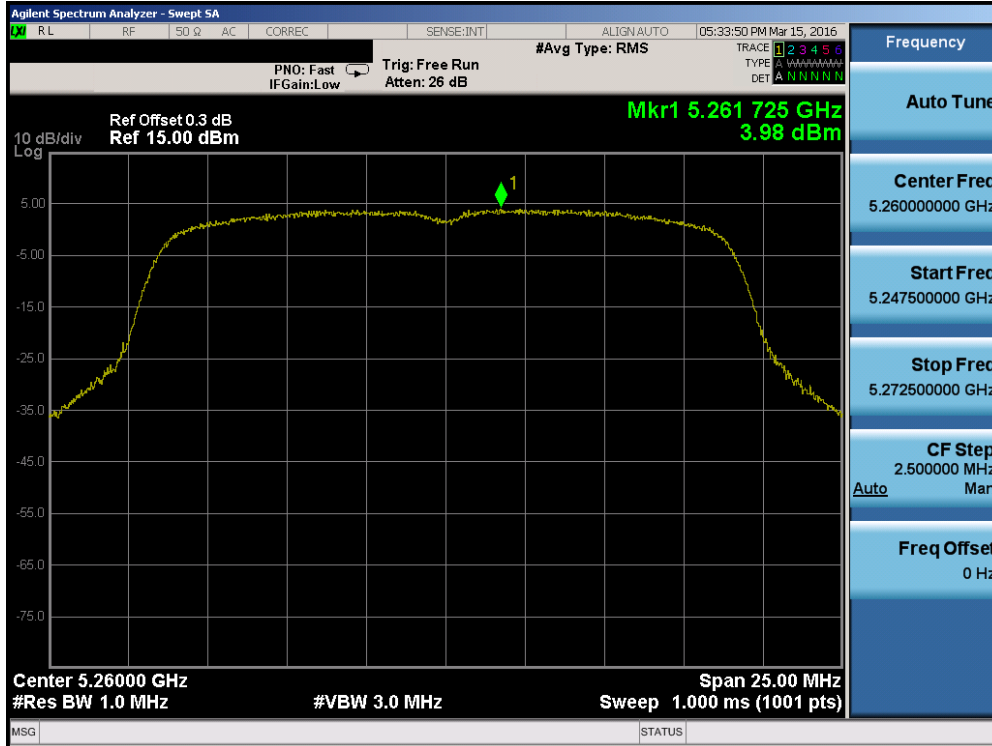 Agilent Spectrum Analyzer - Swept SA
LXI RL RF 50 Ω AC CORREC SENSE:INT ALIGN AUTO 05:33:50 PM Mar 15, 2016
#Avg Type: RMS TRACE 1 2 3 4 5 6
TYPE A
DET A N N N N N
PNO: Fast Trig: Free Run
IFGain:Low Atten: 26 dB
Frequency
Auto Tune
Mkr1 5.261 725 GHz
3.98 dBm
Ref Offset 0.3 dB
10 dB/div Ref 15.00 dBm
Log
1
5.00
-5.00
-15.0
-25.0
-35.0
-45.0
-55.0
-65.0
-75.0
Center Freq
5.260000000 GHz
Start Freq
5.247500000 GHz
Stop Freq
5.272500000 GHz
CF Step
2.500000 MHz
Auto Man
Freq Offset
0 Hz
Center 5.26000 GHz Span 25.00 MHz
#Res BW 1.0 MHz #VBW 3.0 MHz Sweep 1.000 ms (1001 pts)
MSG STATUS